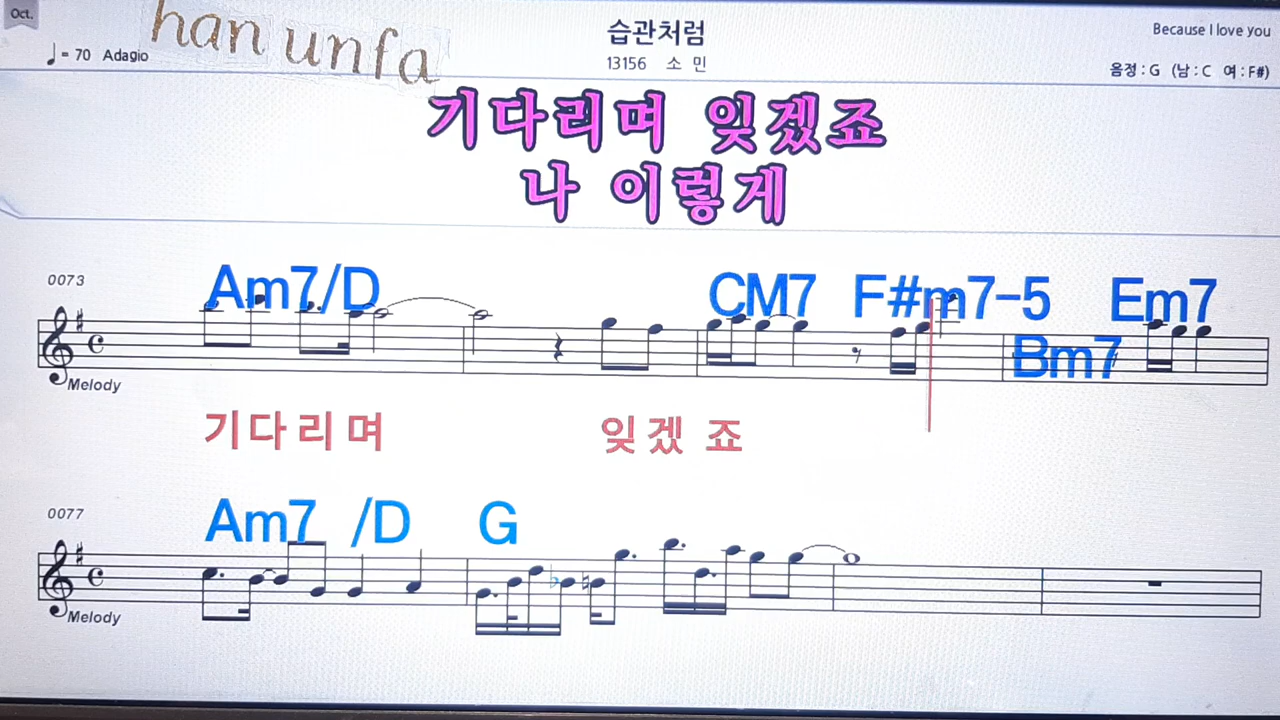 Oct.
han unfa
습관처럼
Because I love you
♩= 70 Adagio
13156 소 민
음정 : G (남 : C 여 : F#)
기다리며 잊겠죠
나 이렇게
0073
Am7/D CM7 F#m7-5 Em7
Bm7
Melody
기다리며 잊겠 죠
0077
Am7 /D G
Melody